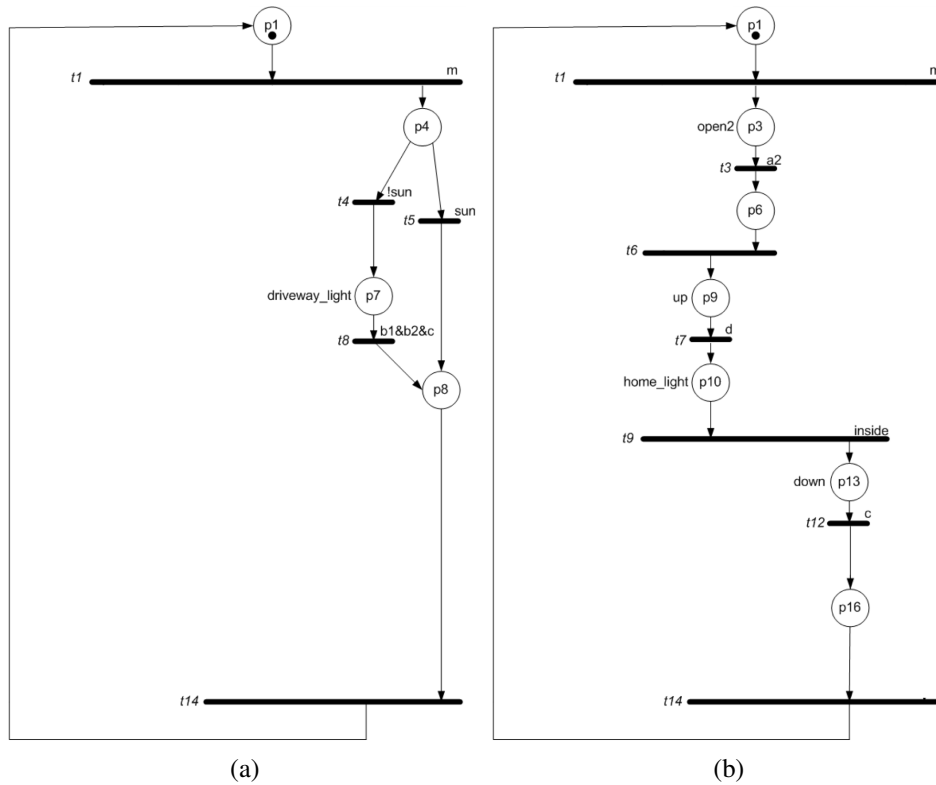 p1
t1
m
p4
t4
!sun
t5
sun
driveway_light
p7
t8
b1&b2&c
p8
t14
(a)
p1
t1
open2
p3
t3
a2
p6
t6
up
p9
t7
d
home_light
p10
t9
inside
down
p13
t12
c
p16
t14
(b)